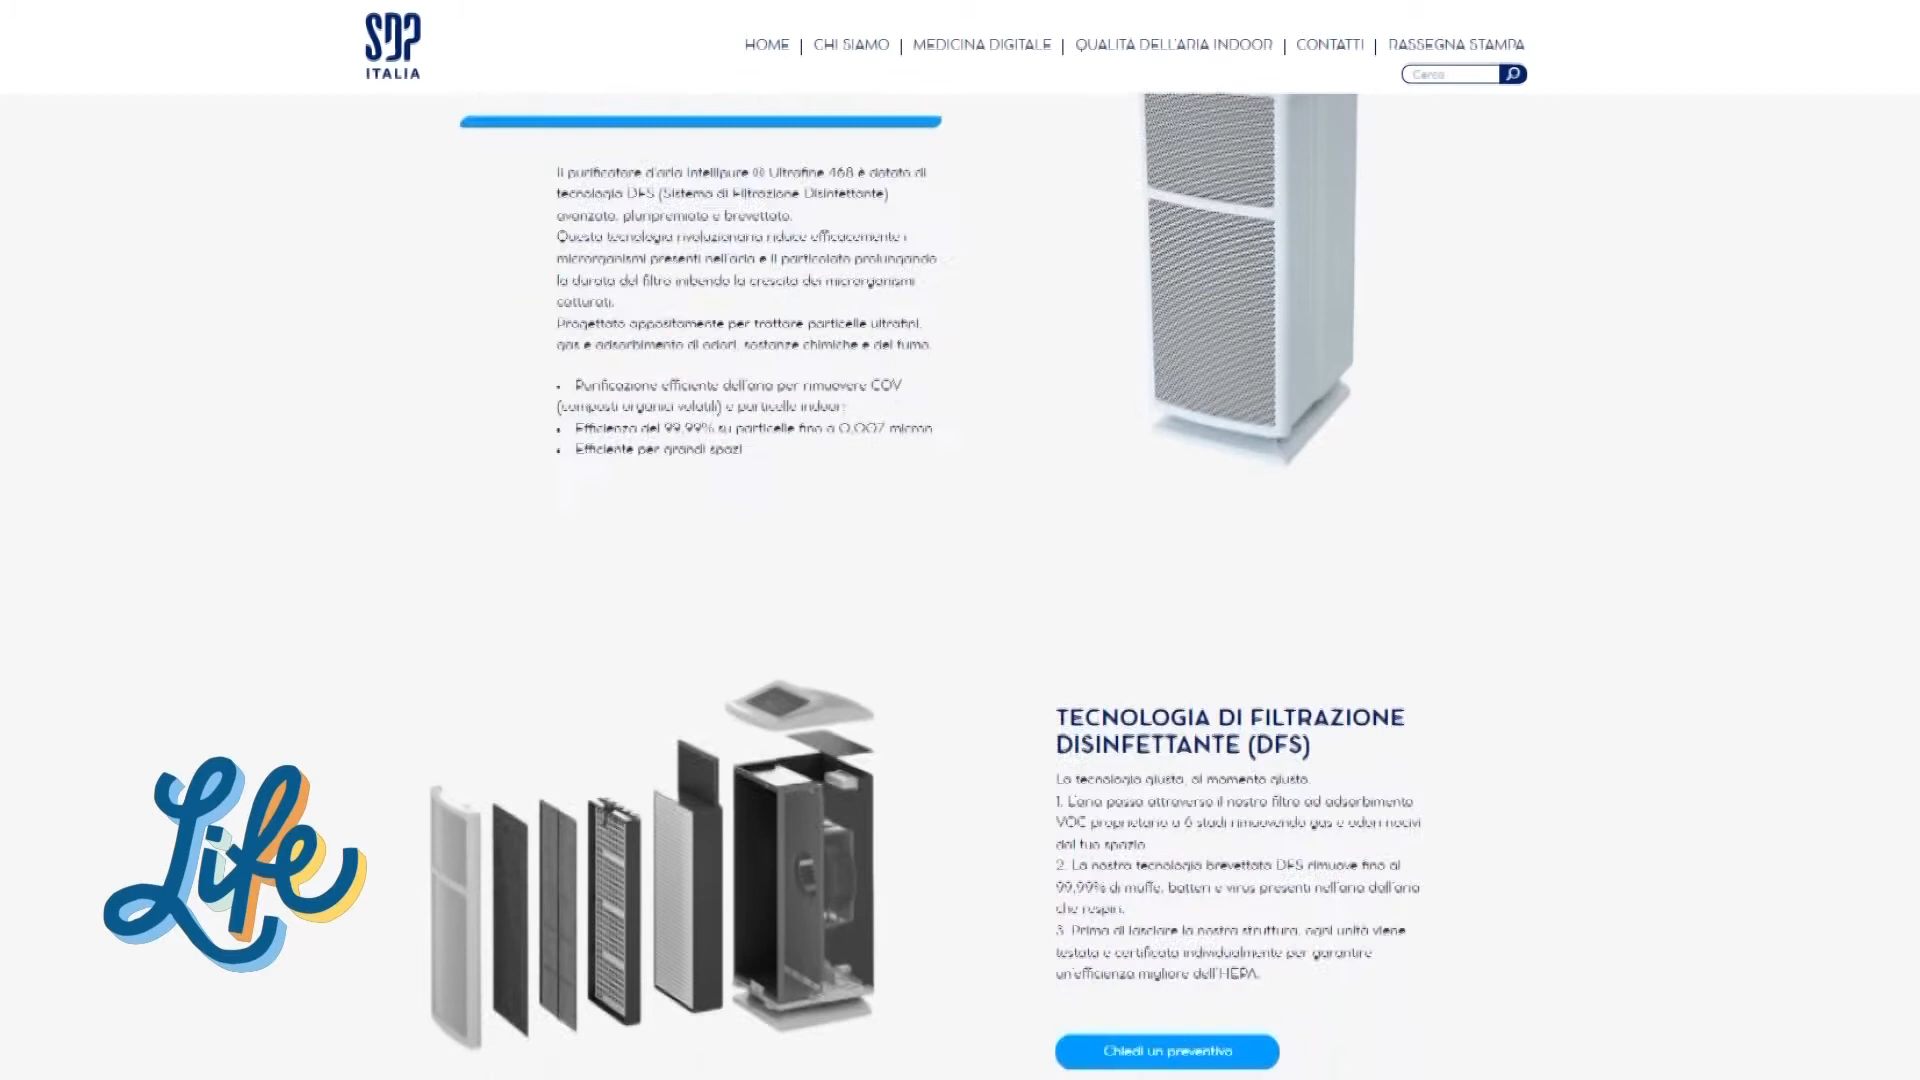 SDP
ITALIA
HOME | CHI SIAMO | MEDICINA DIGITALE | QUALITÀ DELL'ARIA INDOOR | CONTATTI | RASSEGNA STAMPA
Cerca
Il purificatore d'aria Intellipure ® Ultrafine 468 è dotato di
tecnologia DFS (Sistema di Filtrazione Disinfettante)
avanzato, pluripremiato e brevettato.
Questa tecnologia rivoluzionaria riduce efficacemente i
microrganismi presenti nell'aria e il particolato prolungando
la durata del filtro inibendo la crescita dei microrganismi
catturati.
Progettato appositamente per trattare particelle ultrafini,
gas e adsorbimento di odori, sostanze chimiche e del fumo.
• Purificazione efficiente dell'aria per rimuovere COV
(composti organici volatili) e particelle indoor;
• Efficienza del 99,99% su particelle fino a 0,007 micron
• Efficiente per grandi spazi
TECNOLOGIA DI FILTRAZIONE
DISINFETTANTE (DFS)
La tecnologia giusta, al momento giusto.
1. L'aria passa attraverso il nostro filtro ad adsorbimento
VOC proprietario a 6 stadi rimuovendo gas e odori nocivi
dal tuo spazio
2. La nostra tecnologia brevettata DFS rimuove fino al
99,99% di muffe, batteri e virus presenti nell'aria dall'aria
che respiri.
3. Prima di lasciare la nostra struttura, ogni unità viene
testata e certificata individualmente per garantire
un'efficienza migliore dell'HEPA.
Chiedi un preventivo
Life